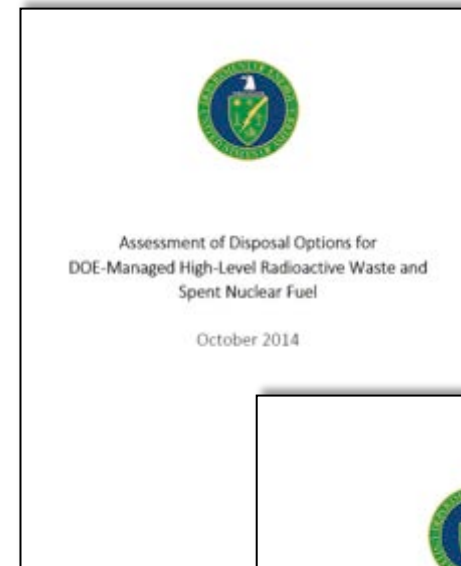 Assessment of Disposal Options for
DOE-Managed High-Level Radioactive Waste and
Spent Nuclear Fuel
October 2014